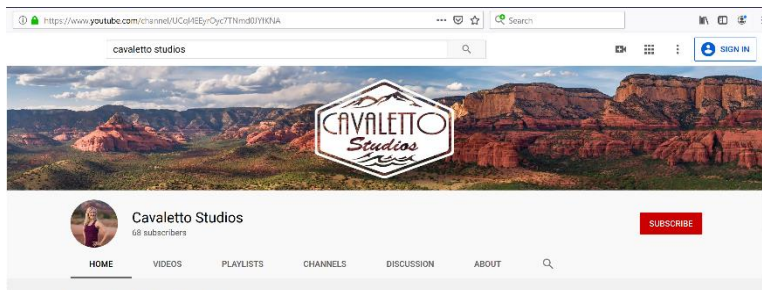 https://www.youtube.com/channel/UCql4EEyrOyc7TNmd0JYIKNA
Search
cavaletto studios
SIGN IN
CAVALETTO
Studios
Cavaletto Studios
68 subscribers
SUBSCRIBE
HOME VIDEOS PLAYLISTS CHANNELS DISCUSSION ABOUT